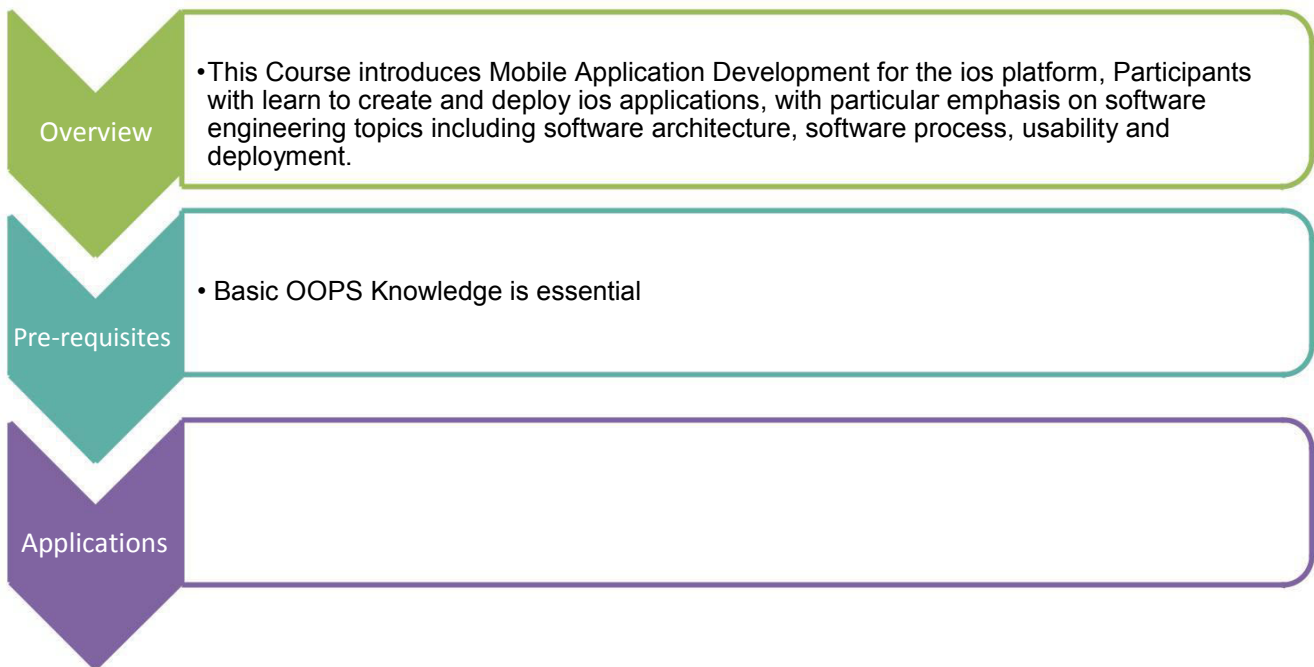 Overview
•This Course introduces Mobile Application Development for the ios platform, Participants
with learn to create and deploy ios applications, with particular emphasis on software
engineering topics including software architecture, software process, usability and
deployment.
Pre-requisites
• Basic OOPS Knowledge is essential
Applications